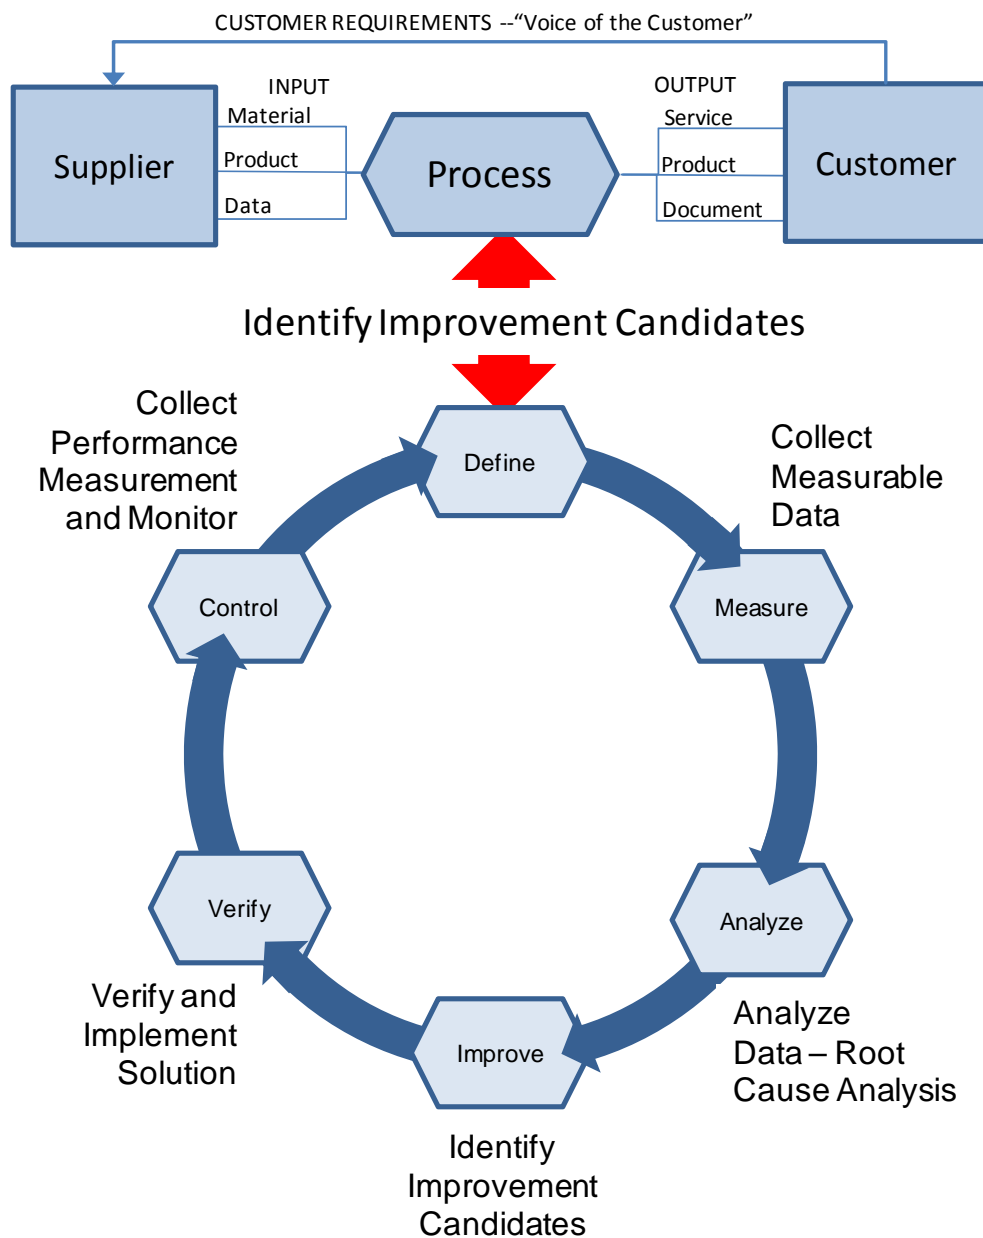 CUSTOMER REQUIREMENTS --“Voice of the Customer”
INPUT
OUTPUT
Material
Service
Supplier
Product
Process
Product
Customer
Data
Document
Identify Improvement Candidates
Collect
Performance
Measurement
and Monitor
Define
Collect
Measurable
Data
Control
Measure
Verify
Analyze
Verify and
Implement
Solution
Improve
Analyze
Data – Root
Cause Analysis
Identify
Improvement
Candidates